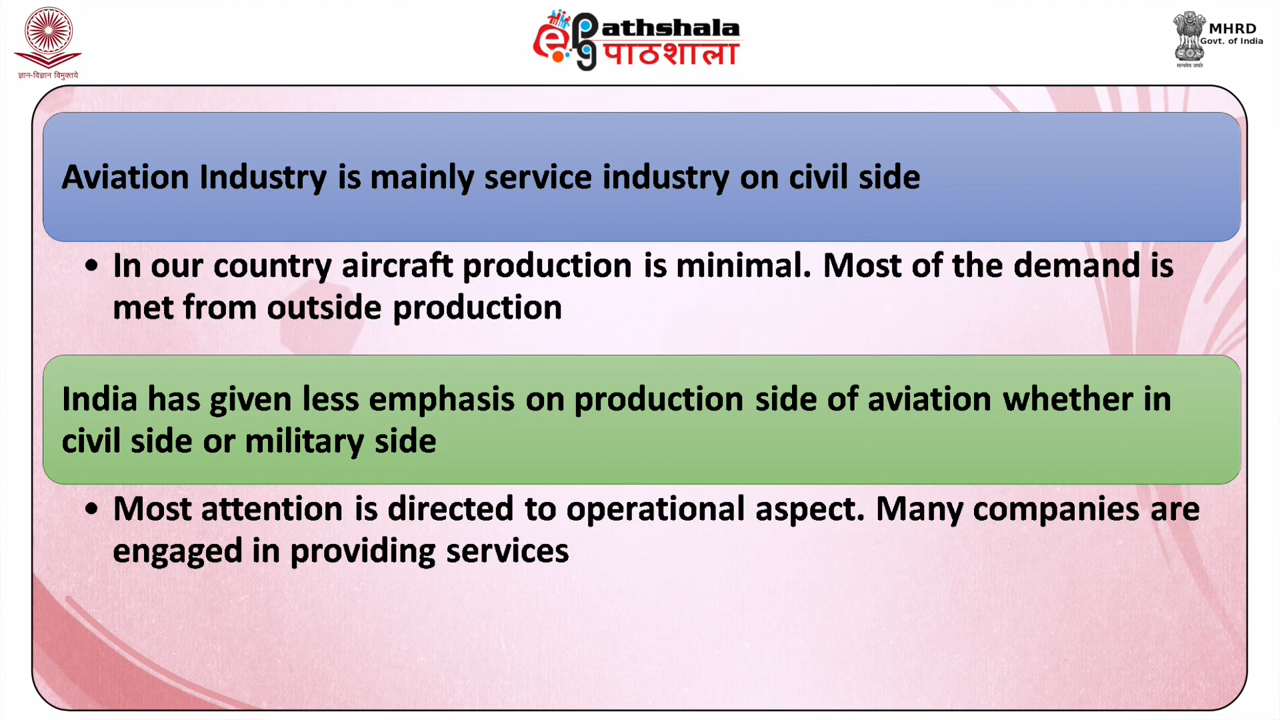 ज्ञान-विज्ञान विमुक्तये
e Pathshala
पाठशाला
MHRD
Govt. of India
सत्यमेव जयते
Aviation Industry is mainly service industry on civil side
• In our country aircraft production is minimal. Most of the demand is
met from outside production
India has given less emphasis on production side of aviation whether in
civil side or military side
• Most attention is directed to operational aspect. Many companies are
engaged in providing services